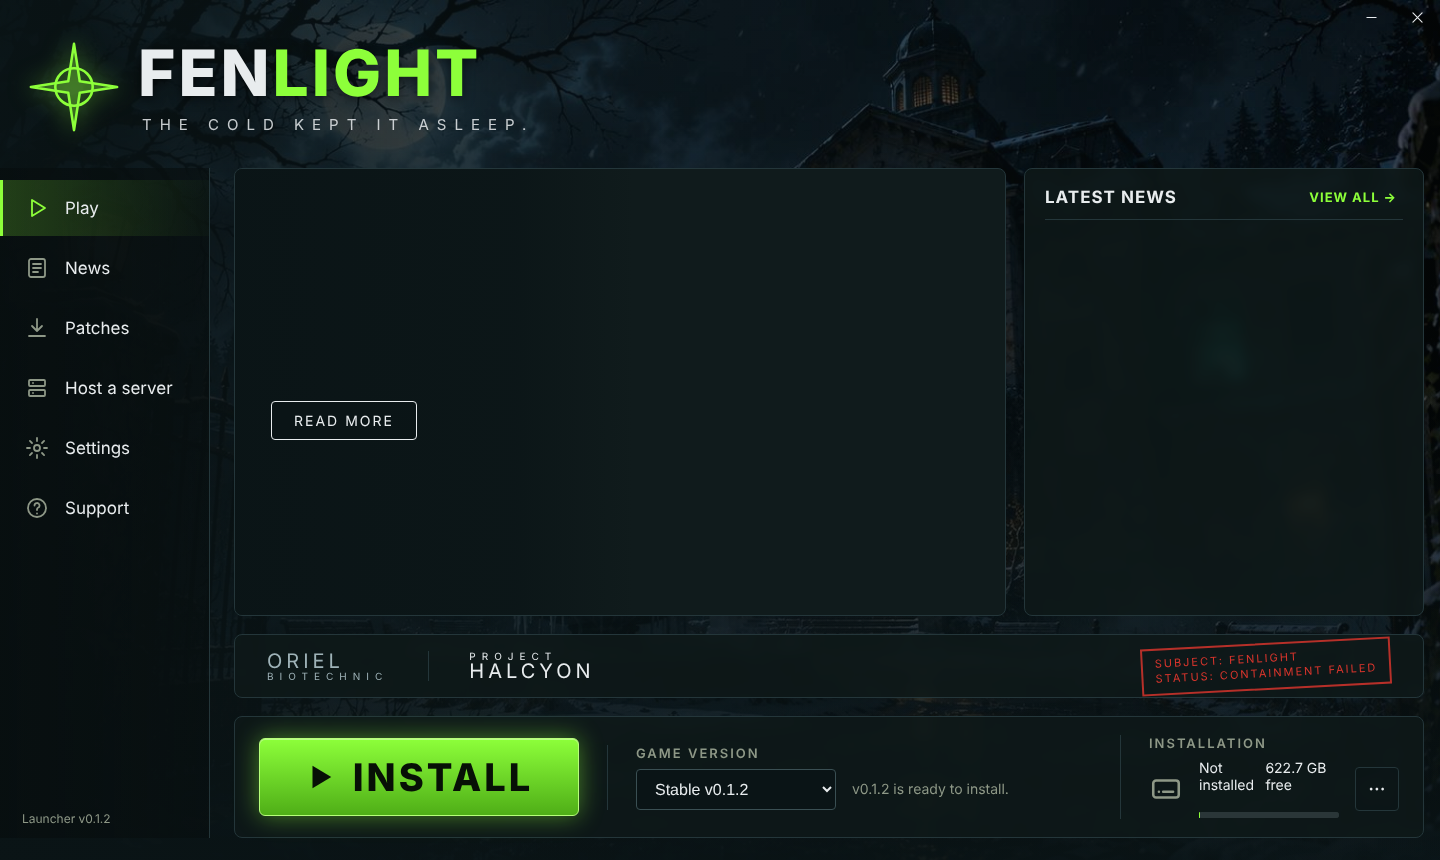 FENLIGHT
THE COLD KEPT IT ASLEEP.
Play
News
Patches
Host a server
Settings
Support
Launcher v0.1.2
READ MORE
LATEST NEWS
VIEW ALL →
ORIEL
BIOTECHNIC
PROJECT
HALCYON
SUBJECT: FENLIGHT
STATUS: CONTAINMENT FAILED
INSTALL
GAME VERSION
Stable v0.1.2
v0.1.2 is ready to install.
INSTALLATION
Not installed
622.7 GB free